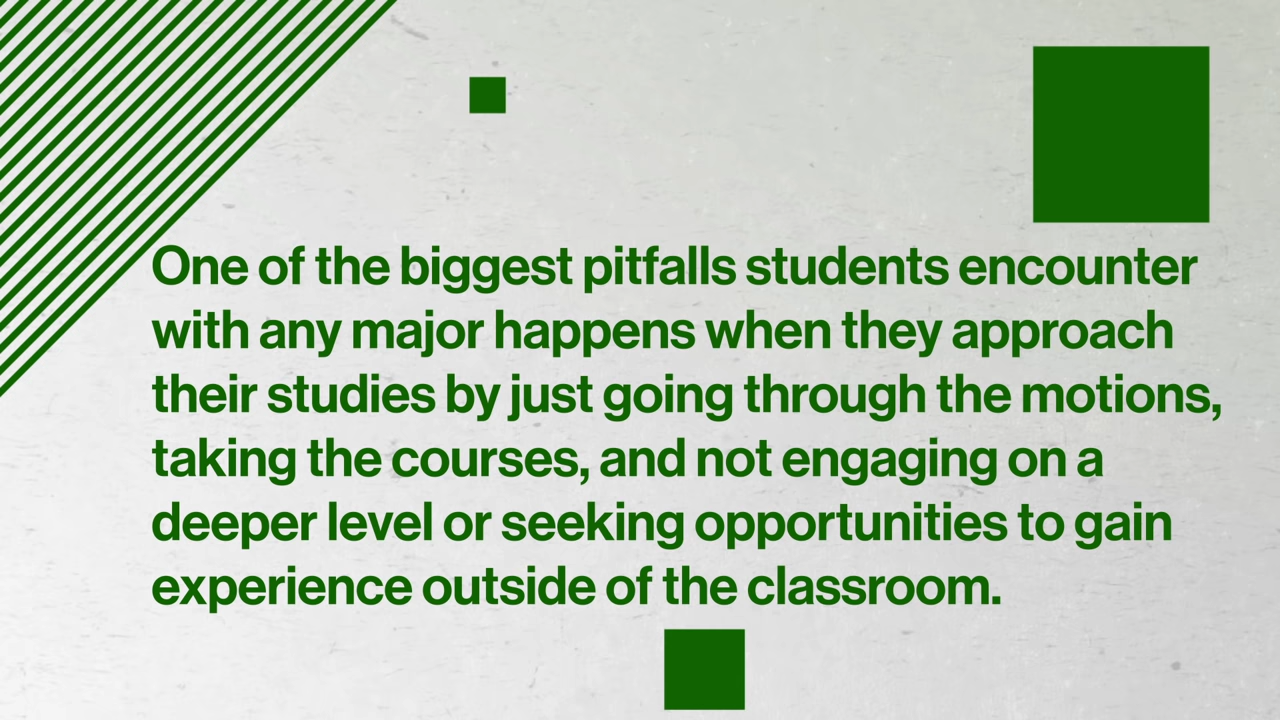 One of the biggest pitfalls students encounter
with any major happens when they approach
their studies by just going through the motions,
taking the courses, and not engaging on a
deeper level or seeking opportunities to gain
experience outside of the classroom.